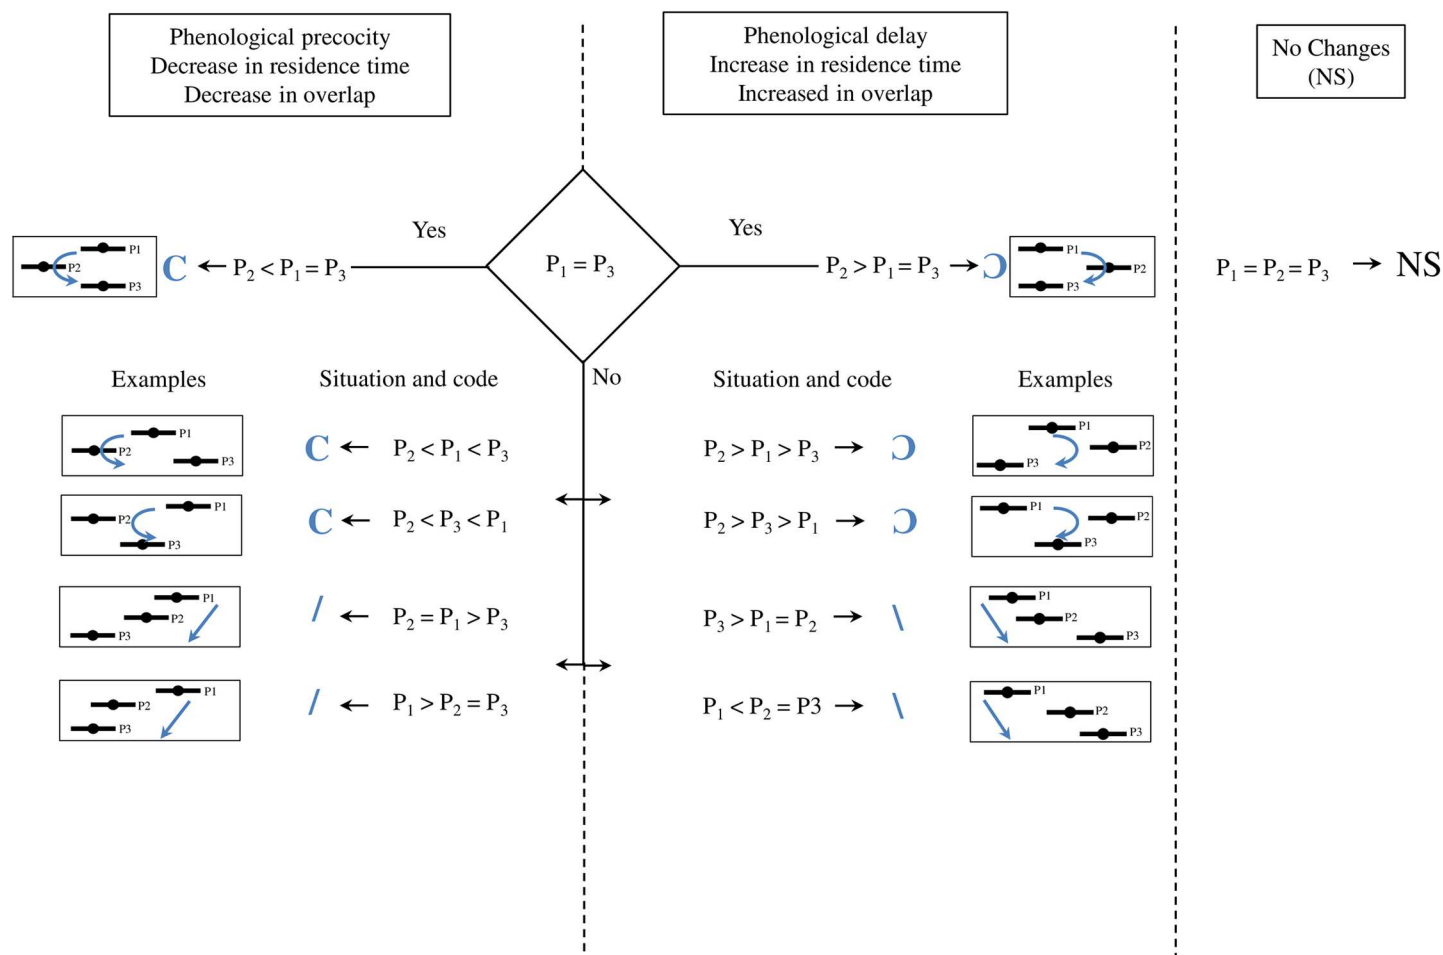 Phenological precocity
Decrease in residence time
Decrease in overlap
Phenological delay
Increase in residence time
Increased in overlap
No Changes
(NS)
Yes
Yes
P1
P2
P3
C ← P₂ < P₁ = P₃
P₁ = P₃
P₂ > P₁ = P₃ → Ɔ
P1
P2
P3
P₁ = P₂ = P₃ → NS
No
Examples
Situation and code
Situation and code
Examples
P1
P2
P3
C ← P₂ < P₁ < P₃
P₂ > P₁ > P₃ → Ɔ
P1
P2
P3
P1
P2
P3
C ← P₂ < P₃ < P₁
P₂ > P₃ > P₁ → Ɔ
P1
P2
P3
P1
P2
P3
/ ← P₂ = P₁ > P₃
P₃ > P₁ = P₂ → \
P1
P2
P3
P1
P2
P3
/ ← P₁ > P₂ = P₃
P₁ < P₂ = P3 → \
P1
P2
P3